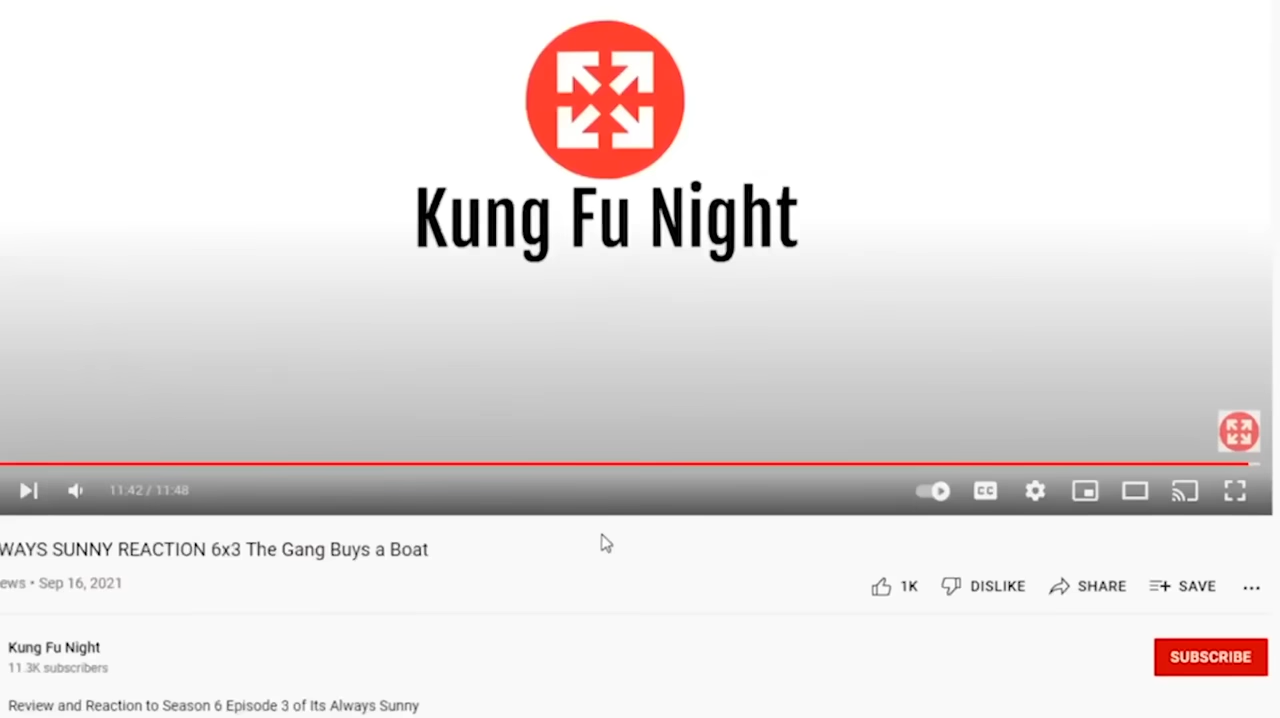 Kung Fu Night
11:42 / 11:48
CC
WAYS SUNNY REACTION 6x3 The Gang Buys a Boat
ews • Sep 16, 2021
1K DISLIKE SHARE SAVE
Kung Fu Night
11.3K subscribers
SUBSCRIBE
Review and Reaction to Season 6 Episode 3 of Its Always Sunny